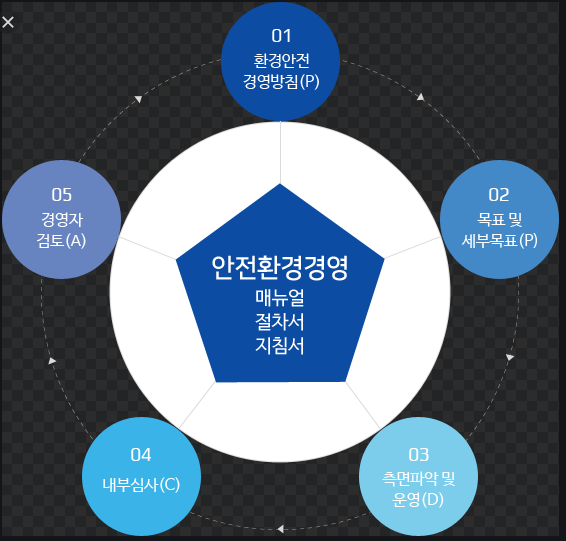 01
환경안전
경영방침(P)
02
목표 및
세부목표(P)
03
측면파악 및
운영(D)
04
내부심사(C)
05
경영자
검토(A)
안전환경경영
매뉴얼
절차서
지침서